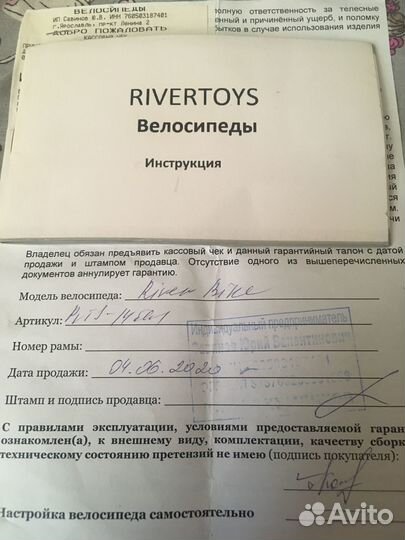 ВЕЛОСИПЕДЫ
ИП Савинов Ю.В. ИНН 760503187401
г.Ярославль, пр-кт Ленина 2
ДОБРО ПОЖАЛОВАТЬ
КАССОВЫЙ ЧЕК
полную ответственность за телесные
и причинённый ущерб, и поломку
в случае использования изделия
RIVERTOYS
Велосипеды
Инструкция
Владелец обязан предъявить кассовый чек и данный гарантийный талон с датой
продажи и штампом продавца. Отсутствие одного из вышеперечисленных
документов аннулирует гарантию.
Модель велосипеда: River Bike
Артикул:
Номер рамы:
Дата продажи: 04.06.2020
Индивидуальный предприниматель
Штамп и подпись продавца:
С правилами эксплуатации, условиями предоставляемой
ознакомлен(а), к внешнему виду, комплектации, качеству
техническому состоянию претензий не имею (подпись покупателя):
Настройка велосипеда самостоятельно
Avito